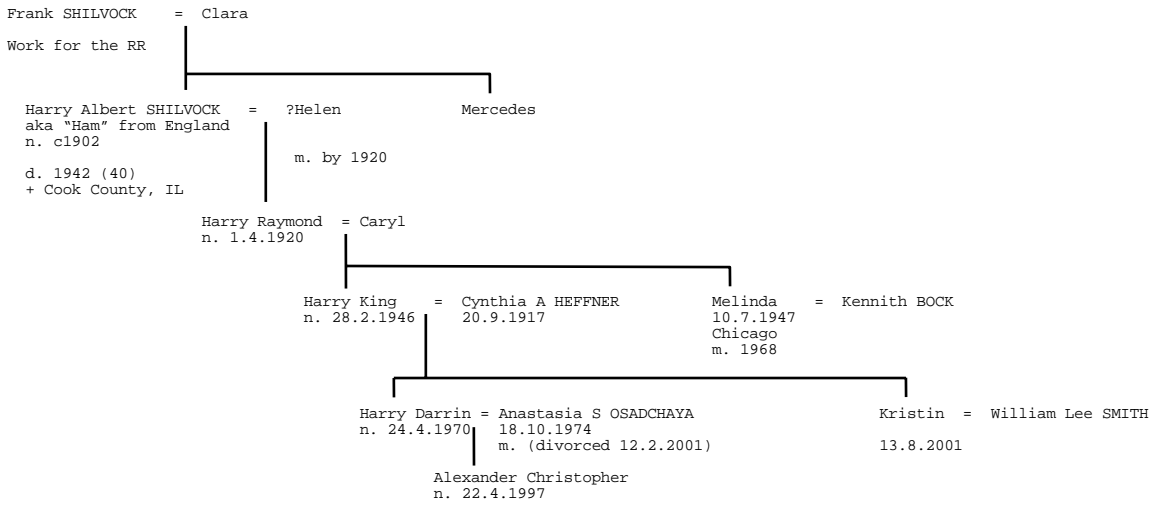 Frank SHILVOCK = Clara
Work for the RR
Harry Albert SHILVOCK = ?Helen Mercedes
aka "Ham" from England
n. c1902
m. by 1920
d. 1942 (40)
+ Cook County, IL
Harry Raymond = Caryl
n. 1.4.1920
Harry King = Cynthia A HEFFNER Melinda = Kennith BOCK
n. 28.2.1946 20.9.1917 10.7.1947
Chicago
m. 1968
Harry Darrin = Anastasia S OSADCHAYA Kristin = William Lee SMITH
n. 24.4.1970 18.10.1974
m. (divorced 12.2.2001) 13.8.2001
Alexander Christopher
n. 22.4.1997